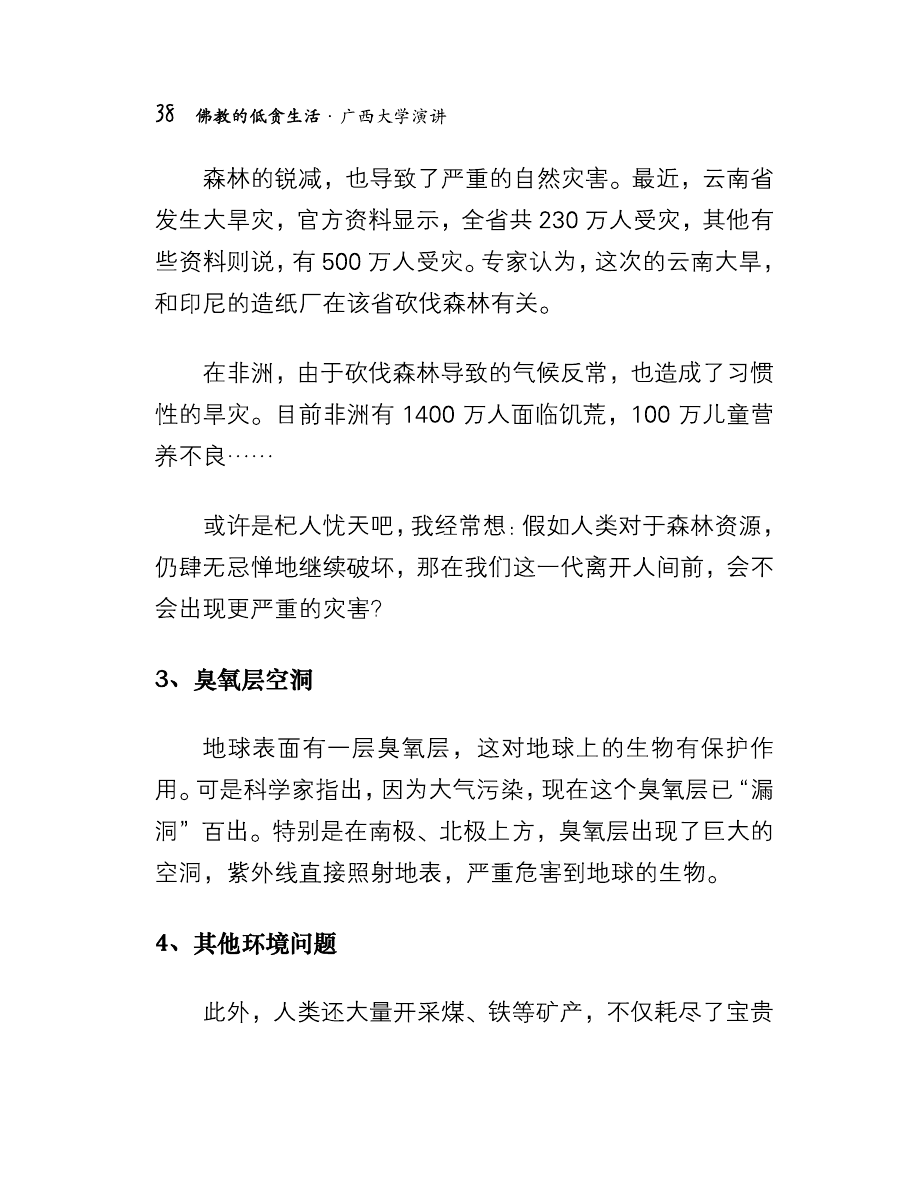 38 佛教的低贪生活·广西大学演讲
森林的锐减，也导致了严重的自然灾害。最近，云南省
发生大旱灾，官方资料显示，全省共 230 万人受灾，其他有
些资料则说，有 500 万人受灾。专家认为，这次的云南大旱，
和印尼的造纸厂在该省砍伐森林有关。
在非洲，由于砍伐森林导致的气候反常，也造成了习惯
性的旱灾。目前非洲有 1400 万人面临饥荒，100 万儿童营
养不良……
或许是杞人忧天吧，我经常想：假如人类对于森林资源，
仍肆无忌惮地继续破坏，那在我们这一代离开人间前，会不
会出现更严重的灾害？
3、臭氧层空洞
地球表面有一层臭氧层，这对地球上的生物有保护作
用。可是科学家指出，因为大气污染，现在这个臭氧层已“漏
洞”百出。特别是在南极、北极上方，臭氧层出现了巨大的
空洞，紫外线直接照射地表，严重危害到地球的生物。
4、其他环境问题
此外，人类还大量开采煤、铁等矿产，不仅耗尽了宝贵